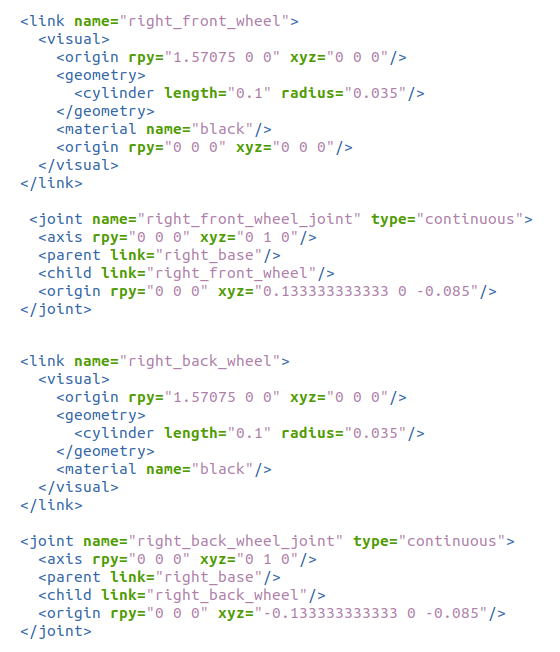 <link name="right_front_wheel">
<visual>
<origin rpy="1.57075 0 0" xyz="0 0 0"/>
<geometry>
<cylinder length="0.1" radius="0.035"/>
</geometry>
<material name="black"/>
<origin rpy="0 0 0" xyz="0 0 0"/>
</visual>
</link>
<joint name="right_front_wheel_joint" type="continuous">
<axis rpy="0 0 0" xyz="0 1 0"/>
<parent link="right_base"/>
<child link="right_front_wheel"/>
<origin rpy="0 0 0" xyz="0.133333333333 0 -0.085"/>
</joint>
<link name="right_back_wheel">
<visual>
<origin rpy="1.57075 0 0" xyz="0 0 0"/>
<geometry>
<cylinder length="0.1" radius="0.035"/>
</geometry>
<material name="black"/>
</visual>
</link>
<joint name="right_back_wheel_joint" type="continuous">
<axis rpy="0 0 0" xyz="0 1 0"/>
<parent link="right_base"/>
<child link="right_back_wheel"/>
<origin rpy="0 0 0" xyz="-0.133333333333 0 -0.085"/>
</joint>